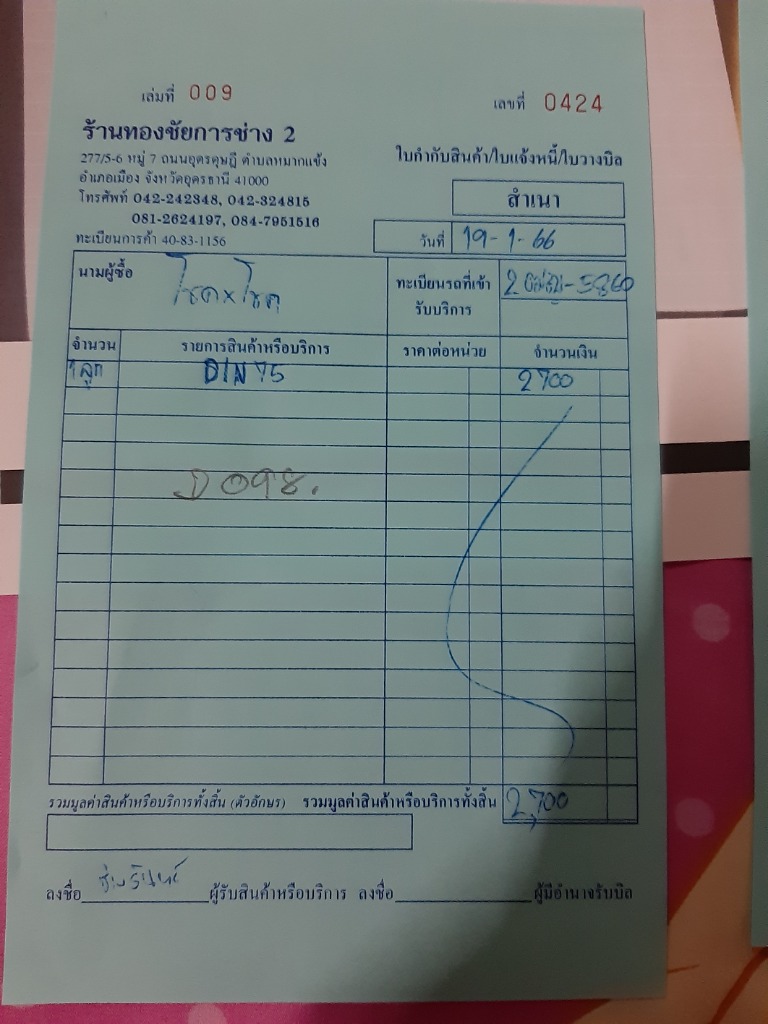 เล่มที่ 009
เลขที่ 0424
ร้านทองชัยการช่าง 2
277/5-6 หมู่ 7 ถนนอุดรดุษฎี ตำบลหมากแข้ง
อำเภอเมือง จังหวัดอุดรธานี 41000
โทรศัพท์ 042-242348, 042-324815
081-2624197, 084-7951516
ทะเบียนการค้า 40-83-1156
ใบกำกับสินค้า/ใบแจ้งหนี้/ใบวางบิล
สำเนา
วันที่ 19-1-66
นามผู้ซื้อ โชคxโชค
ทะเบียนรถที่เข้ารับบริการ 2
จำนวน รายการสินค้าหรือบริการ ราคาต่อหน่วย จำนวนเงิน
1 ลูก DIN 75 2700
D 098.
รวมมูลค่าสินค้าหรือบริการทั้งสิ้น (ตัวอักษร) รวมมูลค่าสินค้าหรือบริการทั้งสิ้น 2,700
ลงชื่อ ผู้รับสินค้าหรือบริการ ลงชื่อ ผู้มีอำนาจรับบิล